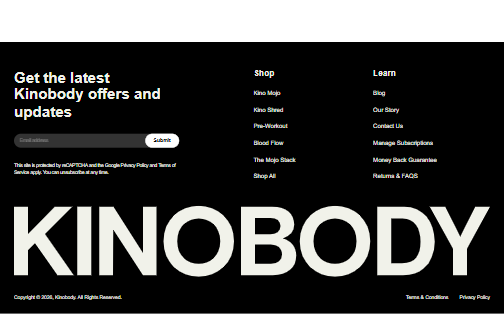 Get the latest
Kinobody offers and
updates
Email address
Submit
This site is protected by reCAPTCHA and the Google Privacy Policy and Terms of
Service apply. You can unsubscribe at any time.
Shop
Kino Mojo
Kino Shred
Pre-Workout
Blood Flow
The Mojo Stack
Shop All
Learn
Blog
Our Story
Contact Us
Manage Subscriptions
Money Back Guarantee
Returns & FAQS
KINOBODY
Copyright © 2026, Kinobody. All Rights Reserved.
Terms & Conditions
Privacy Policy